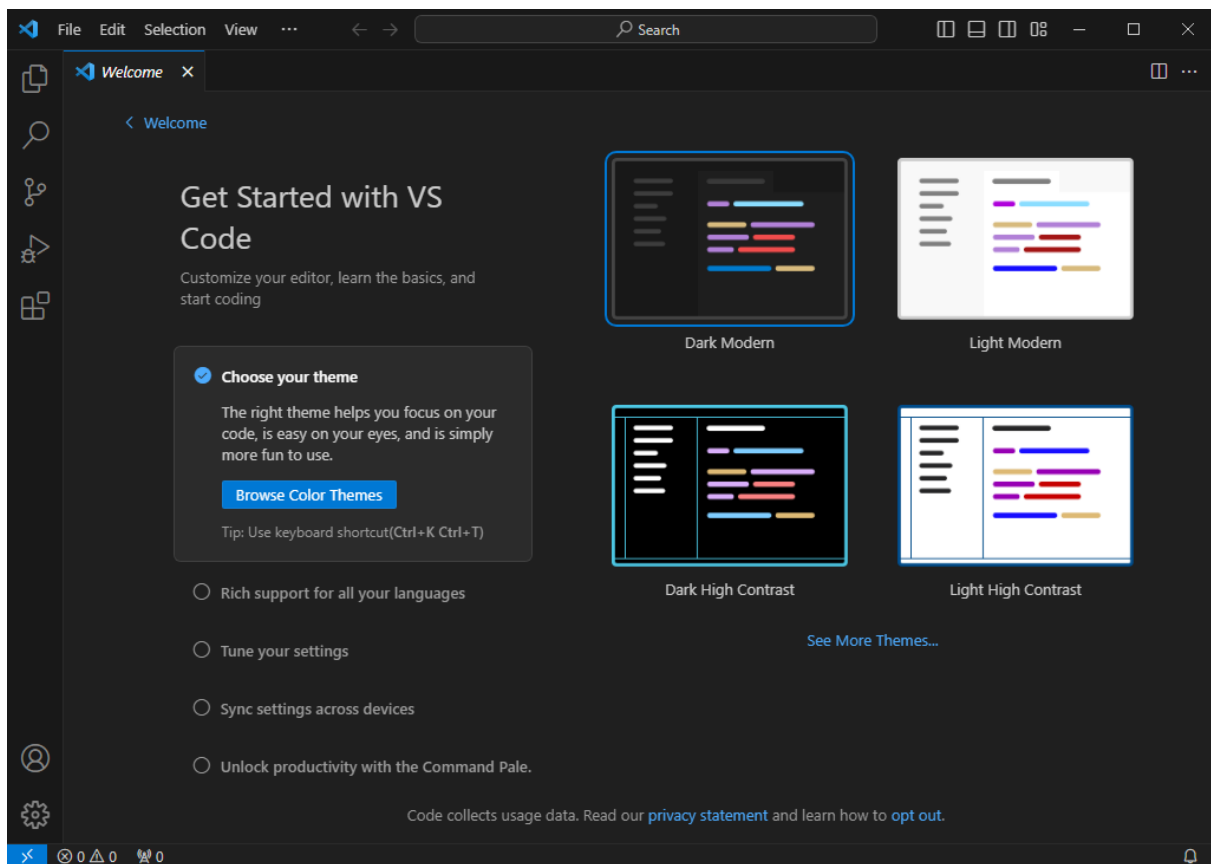 File Edit Selection View ··· Search
Welcome
Welcome
Get Started with VS
Code
Customize your editor, learn the basics, and
start coding
Choose your theme
The right theme helps you focus on your
code, is easy on your eyes, and is simply
more fun to use.
Browse Color Themes
Tip: Use keyboard shortcut(Ctrl+K Ctrl+T)
Rich support for all your languages
Tune your settings
Sync settings across devices
Unlock productivity with the Command Pale.
Dark Modern
Light Modern
Dark High Contrast
Light High Contrast
See More Themes...
Code collects usage data. Read our privacy statement and learn how to opt out.
0 0 0